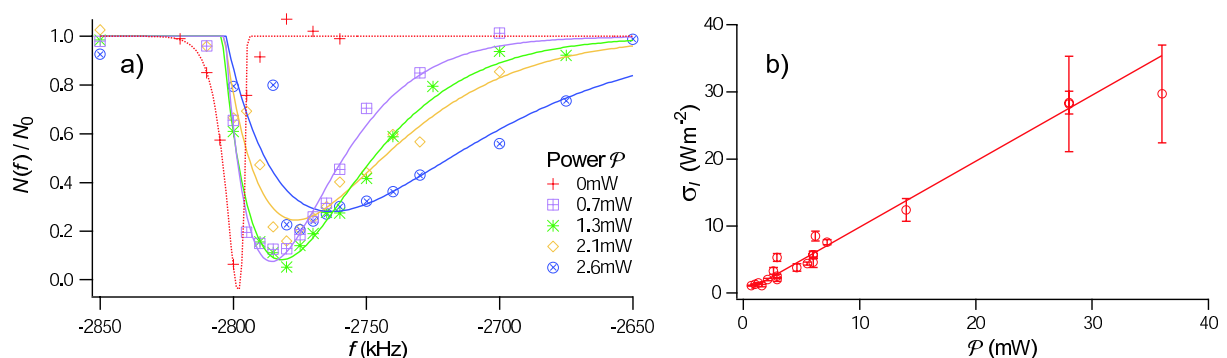 a)
N(f) / N0
1.0
0.8
0.6
0.4
0.2
0.0
-2850
-2800
-2750
-2700
-2650
f (kHz)
Power 𝒫
0mW
0.7mW
1.3mW
2.1mW
2.6mW
b)
σI (Wm-2)
40
30
20
10
0
0
10
20
30
40
𝒫 (mW)